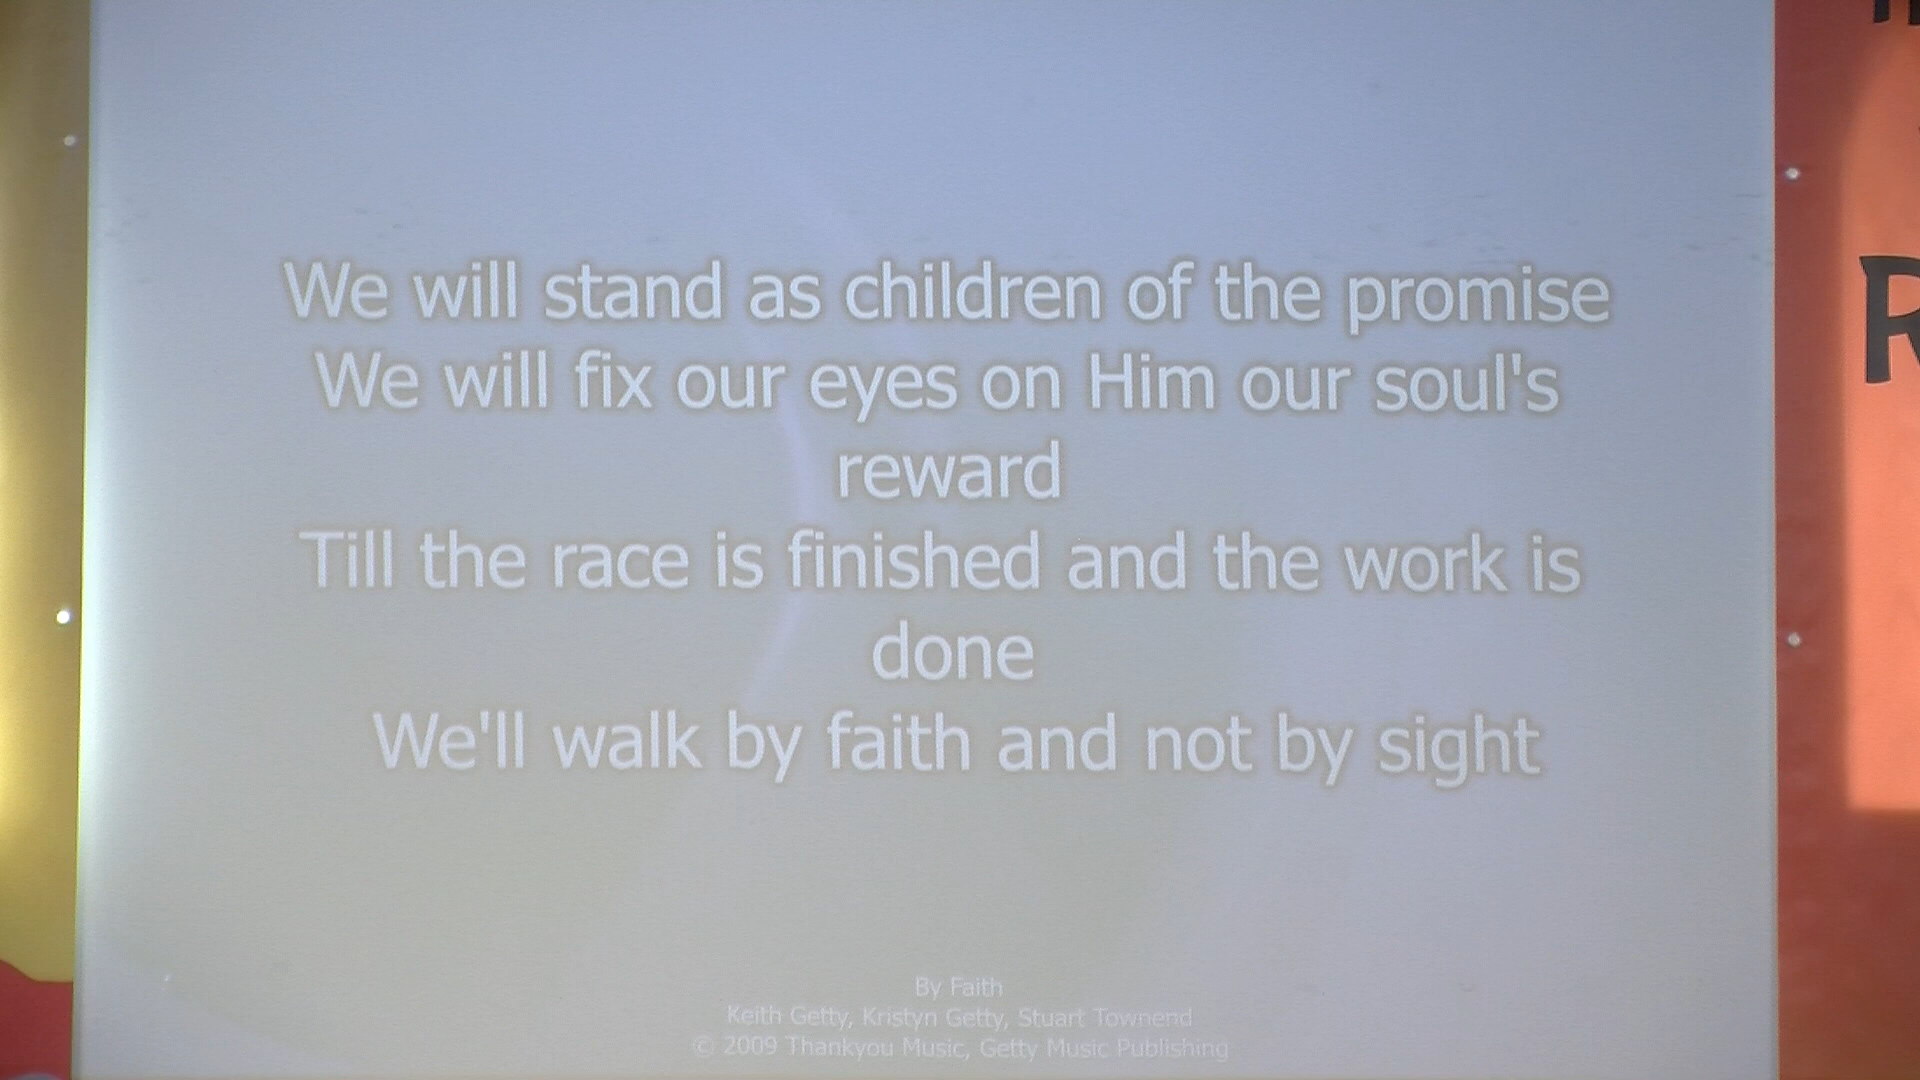 We will stand as children of the promise
We will fix our eyes on Him our soul's
reward
Till the race is finished and the work is
done
We'll walk by faith and not by sight
By Faith
Keith Getty, Kristyn Getty, Stuart Townend
© 2009 Thankyou Music, Getty Music Publishing
R